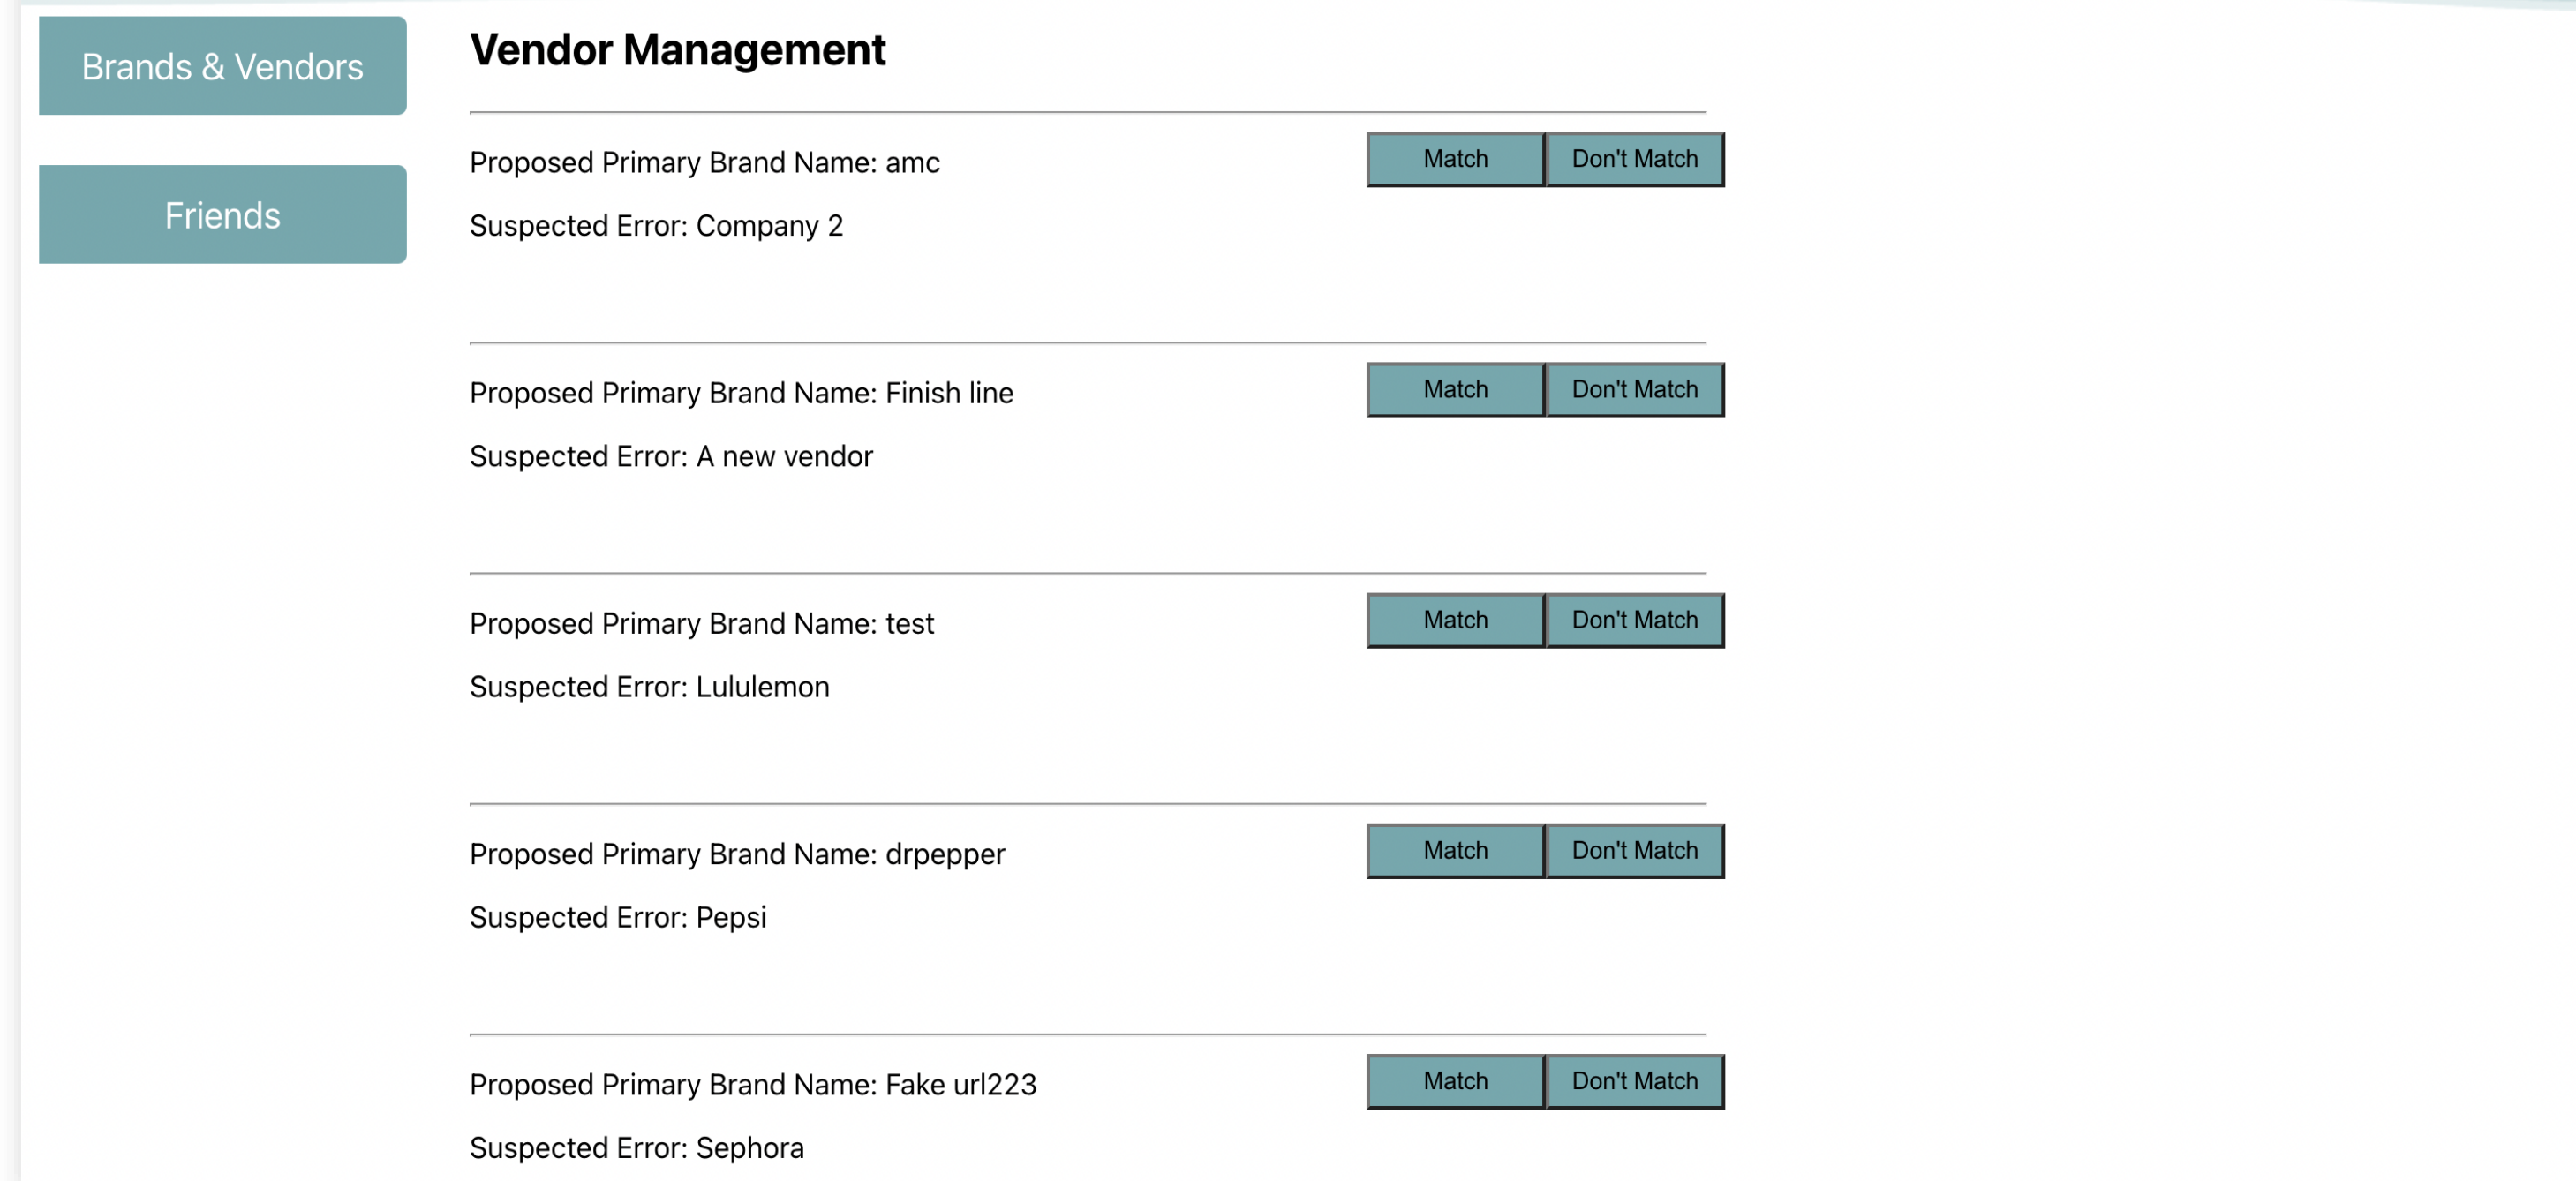 Brands & Vendors
Friends
Vendor Management
Proposed Primary Brand Name: amc
Match
Don't Match
Suspected Error: Company 2
Proposed Primary Brand Name: Finish line
Match
Don't Match
Suspected Error: A new vendor
Proposed Primary Brand Name: test
Match
Don't Match
Suspected Error: Lululemon
Proposed Primary Brand Name: drpepper
Match
Don't Match
Suspected Error: Pepsi
Proposed Primary Brand Name: Fake url223
Match
Don't Match
Suspected Error: Sephora